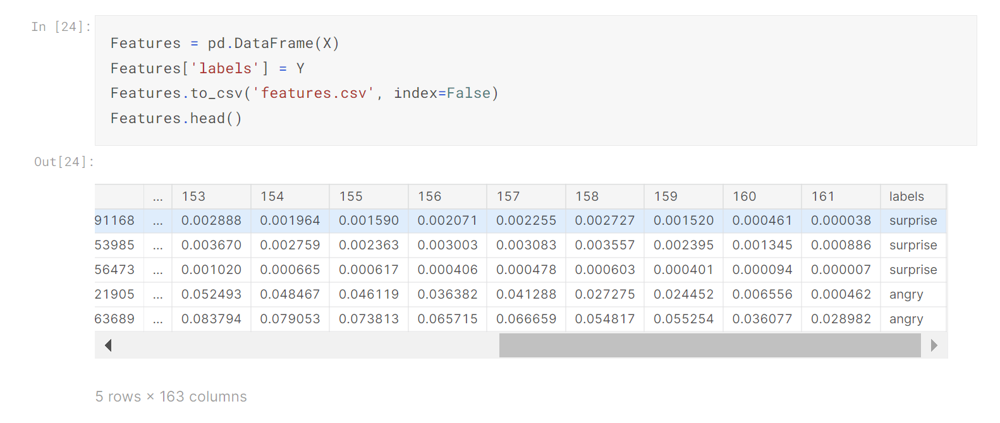 In [24]:
Features = pd.DataFrame(X)
Features['labels'] = Y
Features.to_csv('features.csv', index=False)
Features.head()
Out[24]:
... 153 154 155 156 157 158 159 160 161 labels
91168 ... 0.002888 0.001964 0.001590 0.002071 0.002255 0.002727 0.001520 0.000461 0.000038 surprise
53985 ... 0.003670 0.002759 0.002363 0.003003 0.003083 0.003557 0.002395 0.001345 0.000886 surprise
56473 ... 0.001020 0.000665 0.000617 0.000406 0.000478 0.000603 0.000401 0.000094 0.000007 surprise
21905 ... 0.052493 0.048467 0.046119 0.036382 0.041288 0.027275 0.024452 0.006556 0.000462 angry
63689 ... 0.083794 0.079053 0.073813 0.065715 0.066659 0.054817 0.055254 0.036077 0.028982 angry
5 rows × 163 columns